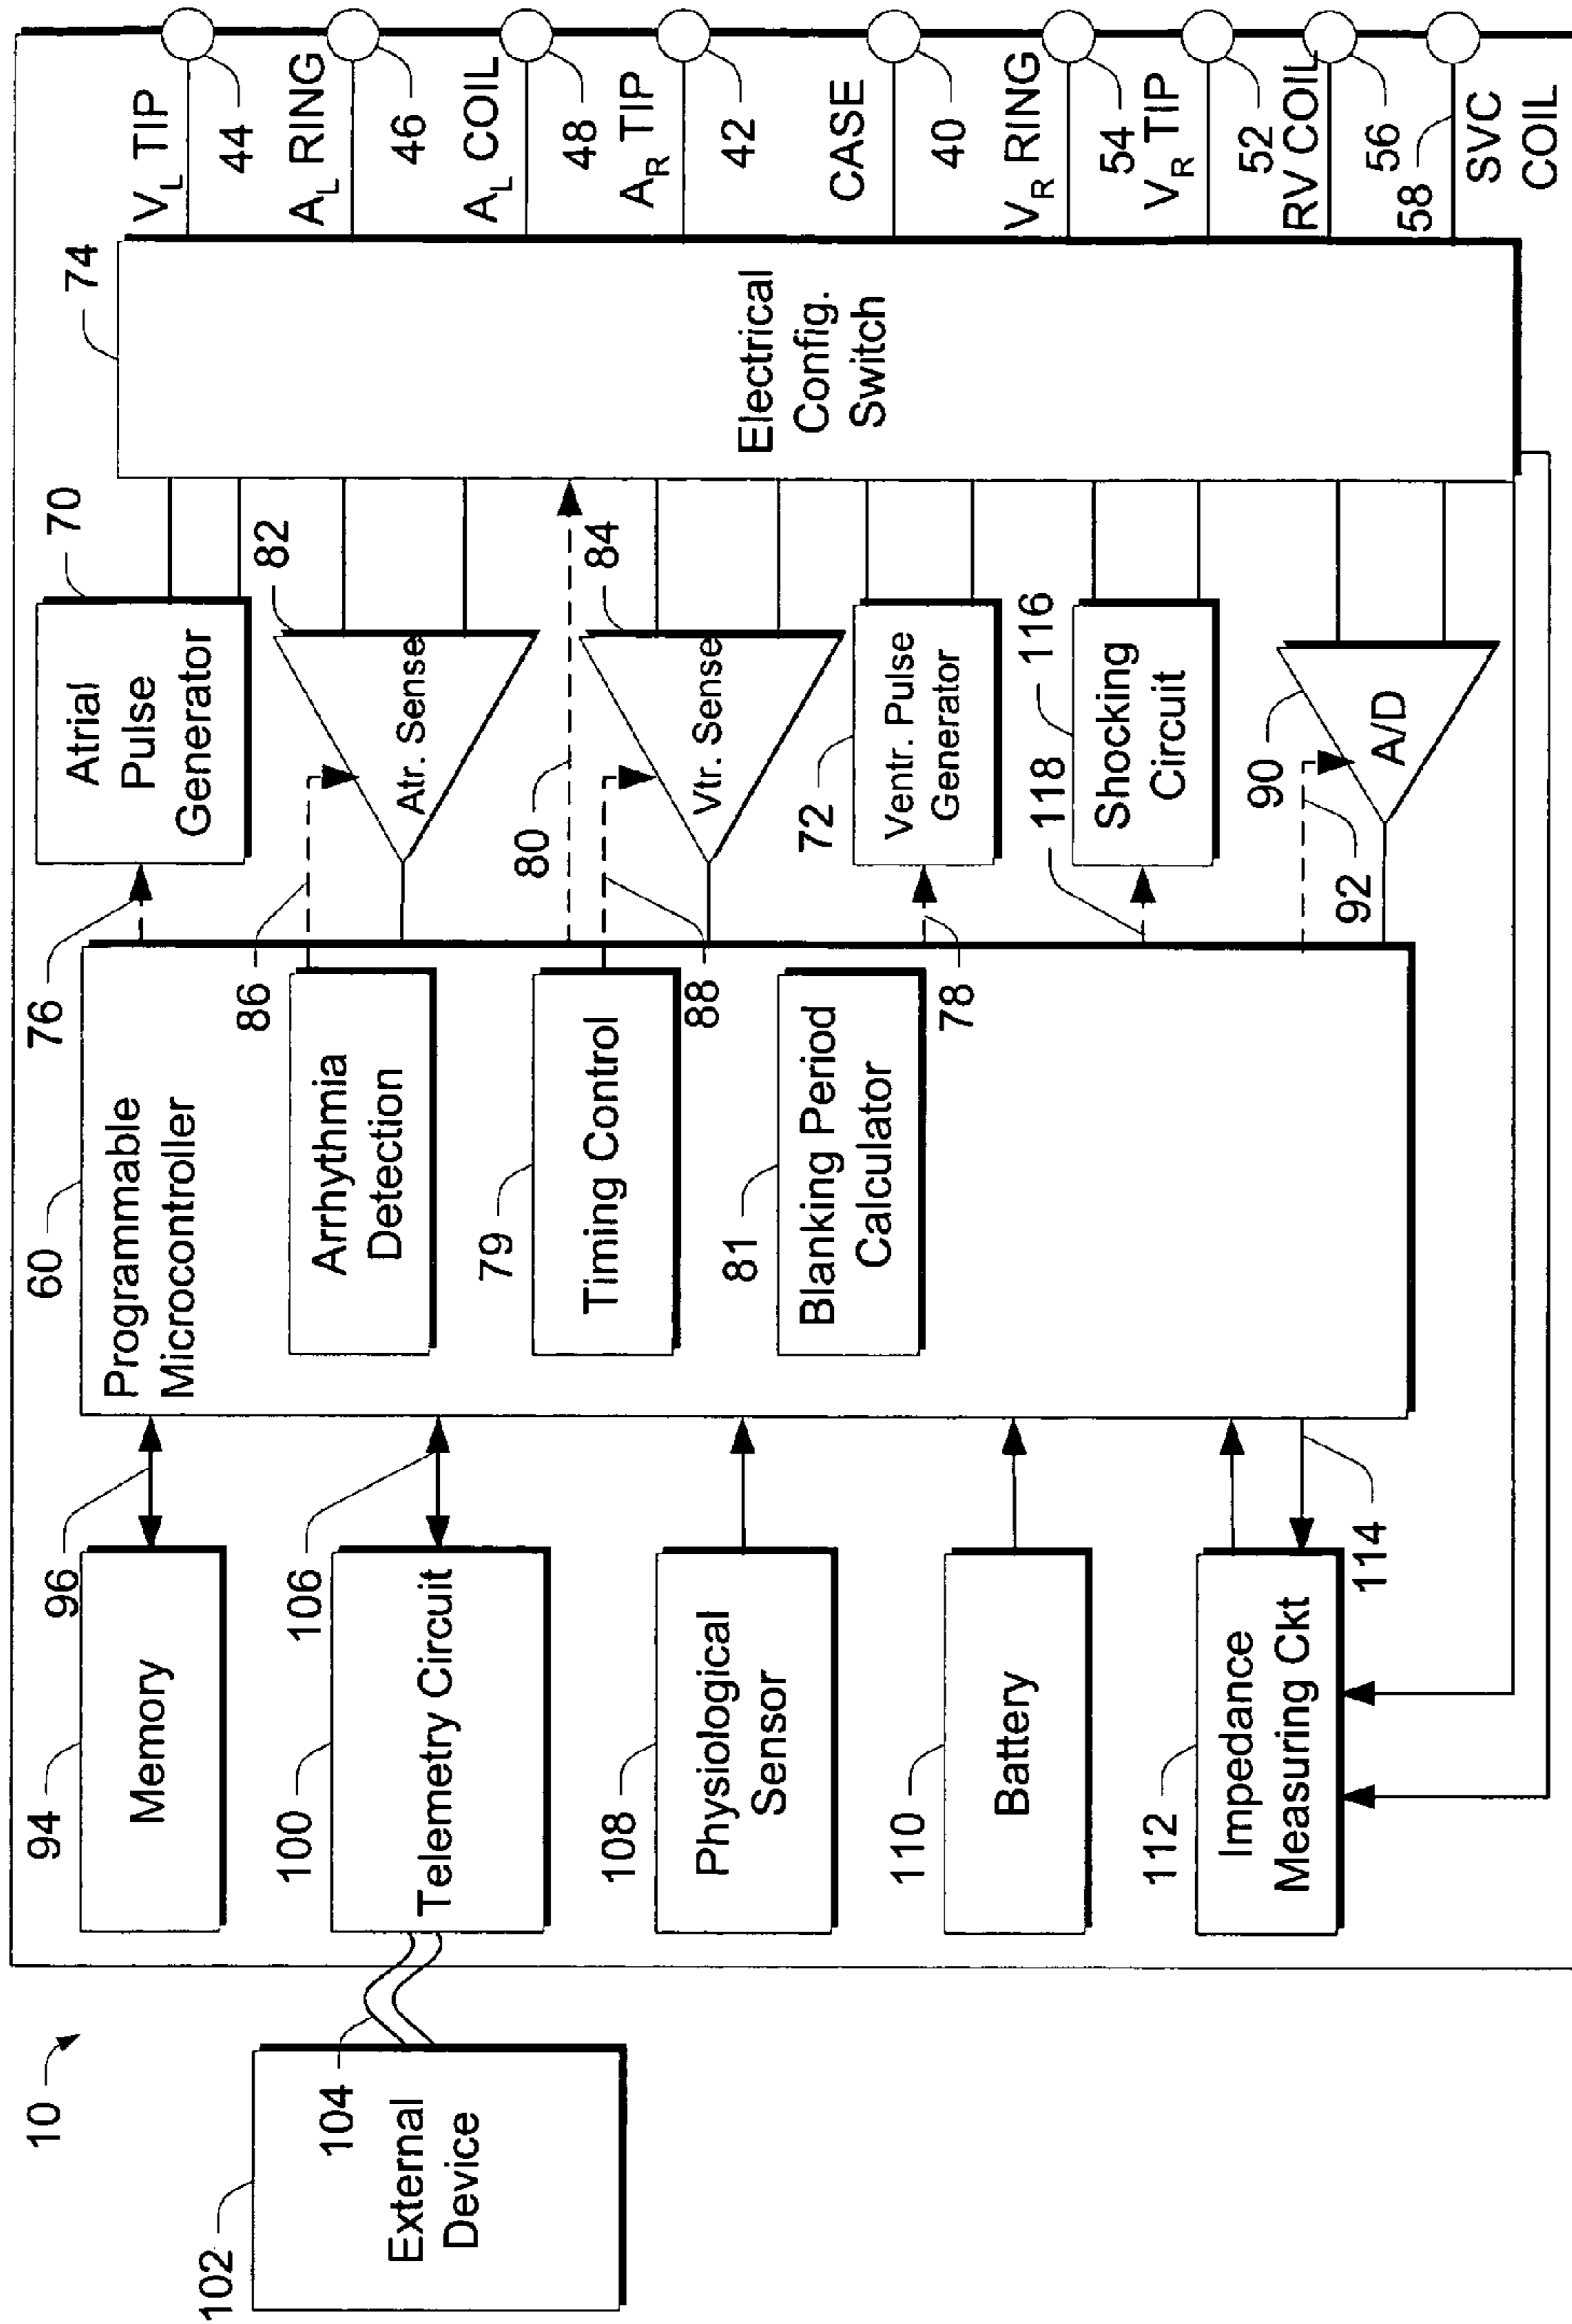 10
102
External
Device
104
94
Memory
96
100
Telemetry Circuit
106
108
Physiological
Sensor
110
Battery
112
Impedance
Measuring Ckt
114
60
Programmable
Microcontroller
Arrhythmia
Detection
79
Timing Control
81
Blanking Period
Calculator
76
86
88
78
80
118
92
70
Atrial
Pulse
Generator
82
Atr. Sense
84
Vtr. Sense
72
Ventr. Pulse
Generator
116
Shocking
Circuit
90
A/D
74
Electrical
Config.
Switch
V_L TIP
44
A_L RING
46
A_L COIL
48
A_R TIP
42
CASE
40
V_R RING
54
V_R TIP
52
RV COIL
56
58
SVC
COIL